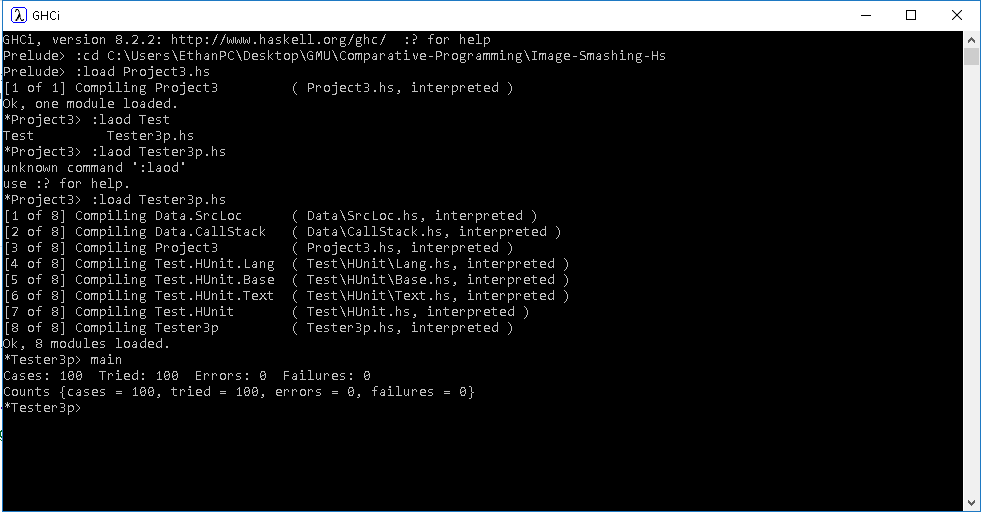 GHCi
GHCi, version 8.2.2: http://www.haskell.org/ghc/  :? for help
Prelude> :cd C:\Users\EthanPC\Desktop\GMU\Comparative-Programming\Image-Smashing-Hs
Prelude> :load Project3.hs
[1 of 1] Compiling Project3         ( Project3.hs, interpreted )
Ok, one module loaded.
*Project3> :laod Test
Test         Tester3p.hs
*Project3> :laod Tester3p.hs
unknown command ':laod'
use :? for help.
*Project3> :load Tester3p.hs
[1 of 8] Compiling Data.SrcLoc      ( Data\SrcLoc.hs, interpreted )
[2 of 8] Compiling Data.CallStack   ( Data\CallStack.hs, interpreted )
[3 of 8] Compiling Project3         ( Project3.hs, interpreted )
[4 of 8] Compiling Test.HUnit.Lang  ( Test\HUnit\Lang.hs, interpreted )
[5 of 8] Compiling Test.HUnit.Base  ( Test\HUnit\Base.hs, interpreted )
[6 of 8] Compiling Test.HUnit.Text  ( Test\HUnit\Text.hs, interpreted )
[7 of 8] Compiling Test.HUnit       ( Test\HUnit.hs, interpreted )
[8 of 8] Compiling Tester3p         ( Tester3p.hs, interpreted )
Ok, 8 modules loaded.
*Tester3p> main
Cases: 100  Tried: 100  Errors: 0  Failures: 0
Counts {cases = 100, tried = 100, errors = 0, failures = 0}
*Tester3p>